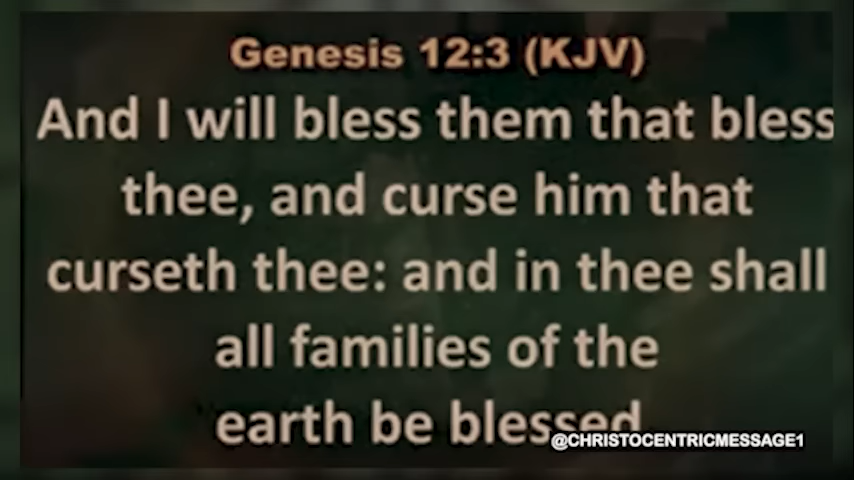 Genesis 12:3 (KJV)
And I will bless them that bless
thee, and curse him that
curseth thee: and in thee shall
all families of the
earth be blessed
@CHRISTOCENTRICMESSAGE1